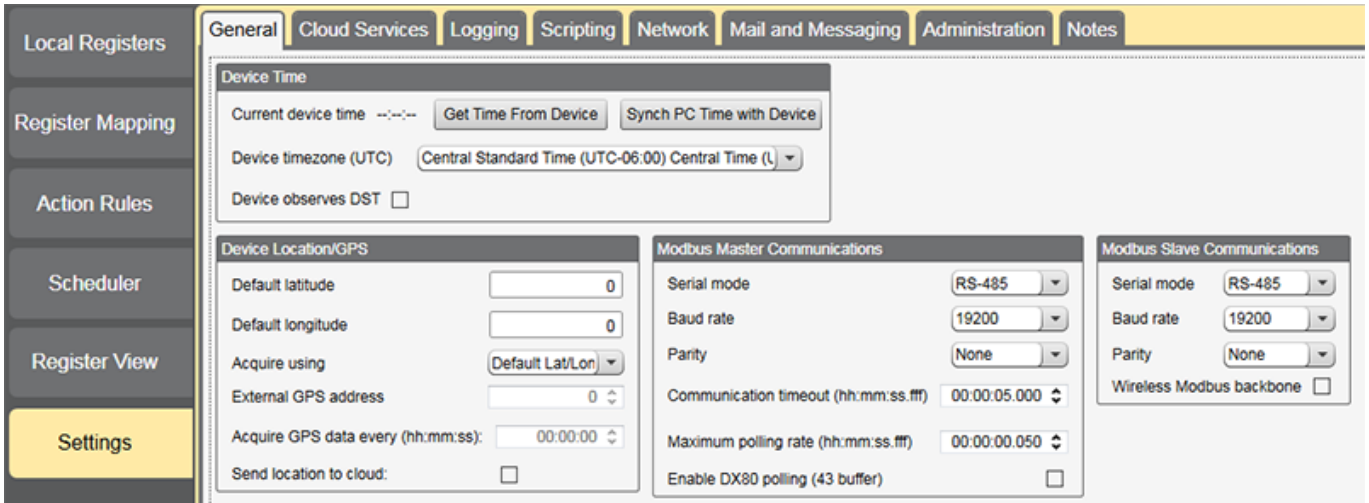 Local Registers
Register Mapping
Action Rules
Scheduler
Register View
Settings
General Cloud Services Logging Scripting Network Mail and Messaging Administration Notes
Device Time
Current device time --:--:-- Get Time From Device Synch PC Time with Device
Device timezone (UTC) Central Standard Time (UTC-06:00) Central Time (U
Device observes DST
Device Location/GPS
Default latitude 0
Default longitude 0
Acquire using Default Lat/Lon
External GPS address 0
Acquire GPS data every (hh:mm:ss): 00:00:00
Send location to cloud:
Modbus Master Communications
Serial mode RS-485
Baud rate 19200
Parity None
Communication timeout (hh:mm:ss.fff) 00:00:05.000
Maximum polling rate (hh:mm:ss.fff) 00:00:00.050
Enable DX80 polling (43 buffer)
Modbus Slave Communications
Serial mode RS-485
Baud rate 19200
Parity None
Wireless Modbus backbone